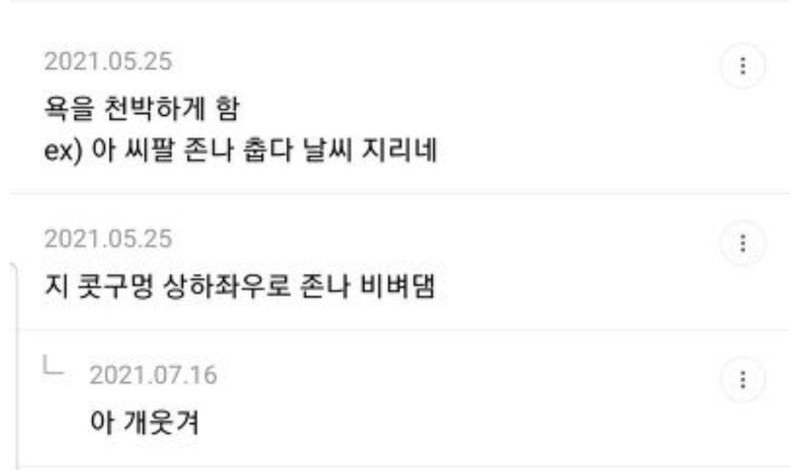 2021.05.25
욕을 천박하게 함
ex) 아 씨팔 존나 춥다 날씨 지리네
2021.05.25
지 콧구멍 상하좌우로 존나 비벼댐
2021.07.16
아 개웃겨